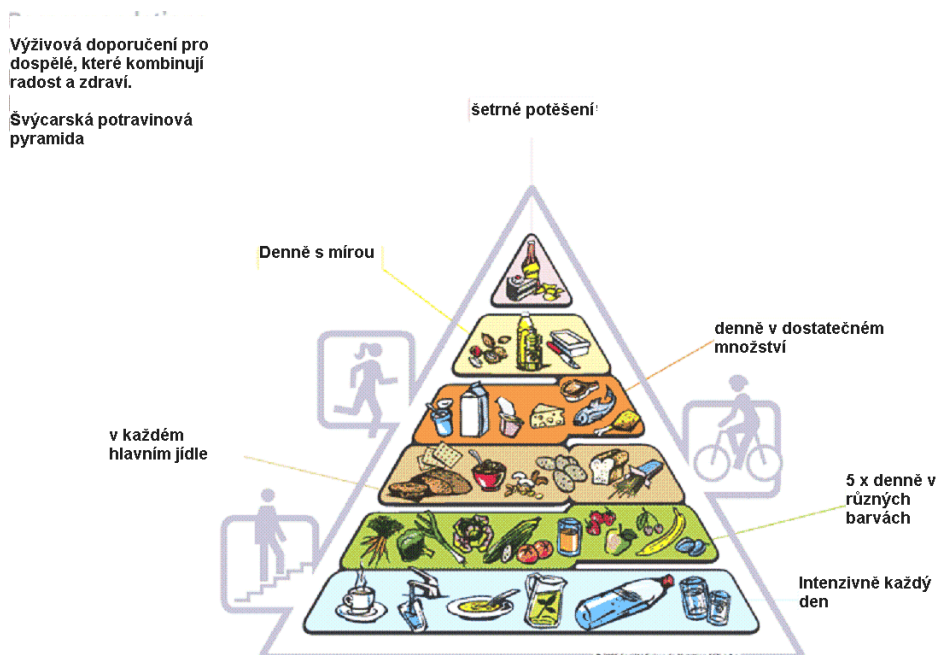 Výživová doporučení pro
dospělé, které kombinují
radost a zdraví.
Švýcarská potravinová
pyramida
šetrné potěšení
Denně s mírou
denně v dostatečném
množství
v každém
hlavním jídle
5 x denně v
různých
barvách
Intenzivně každý
den